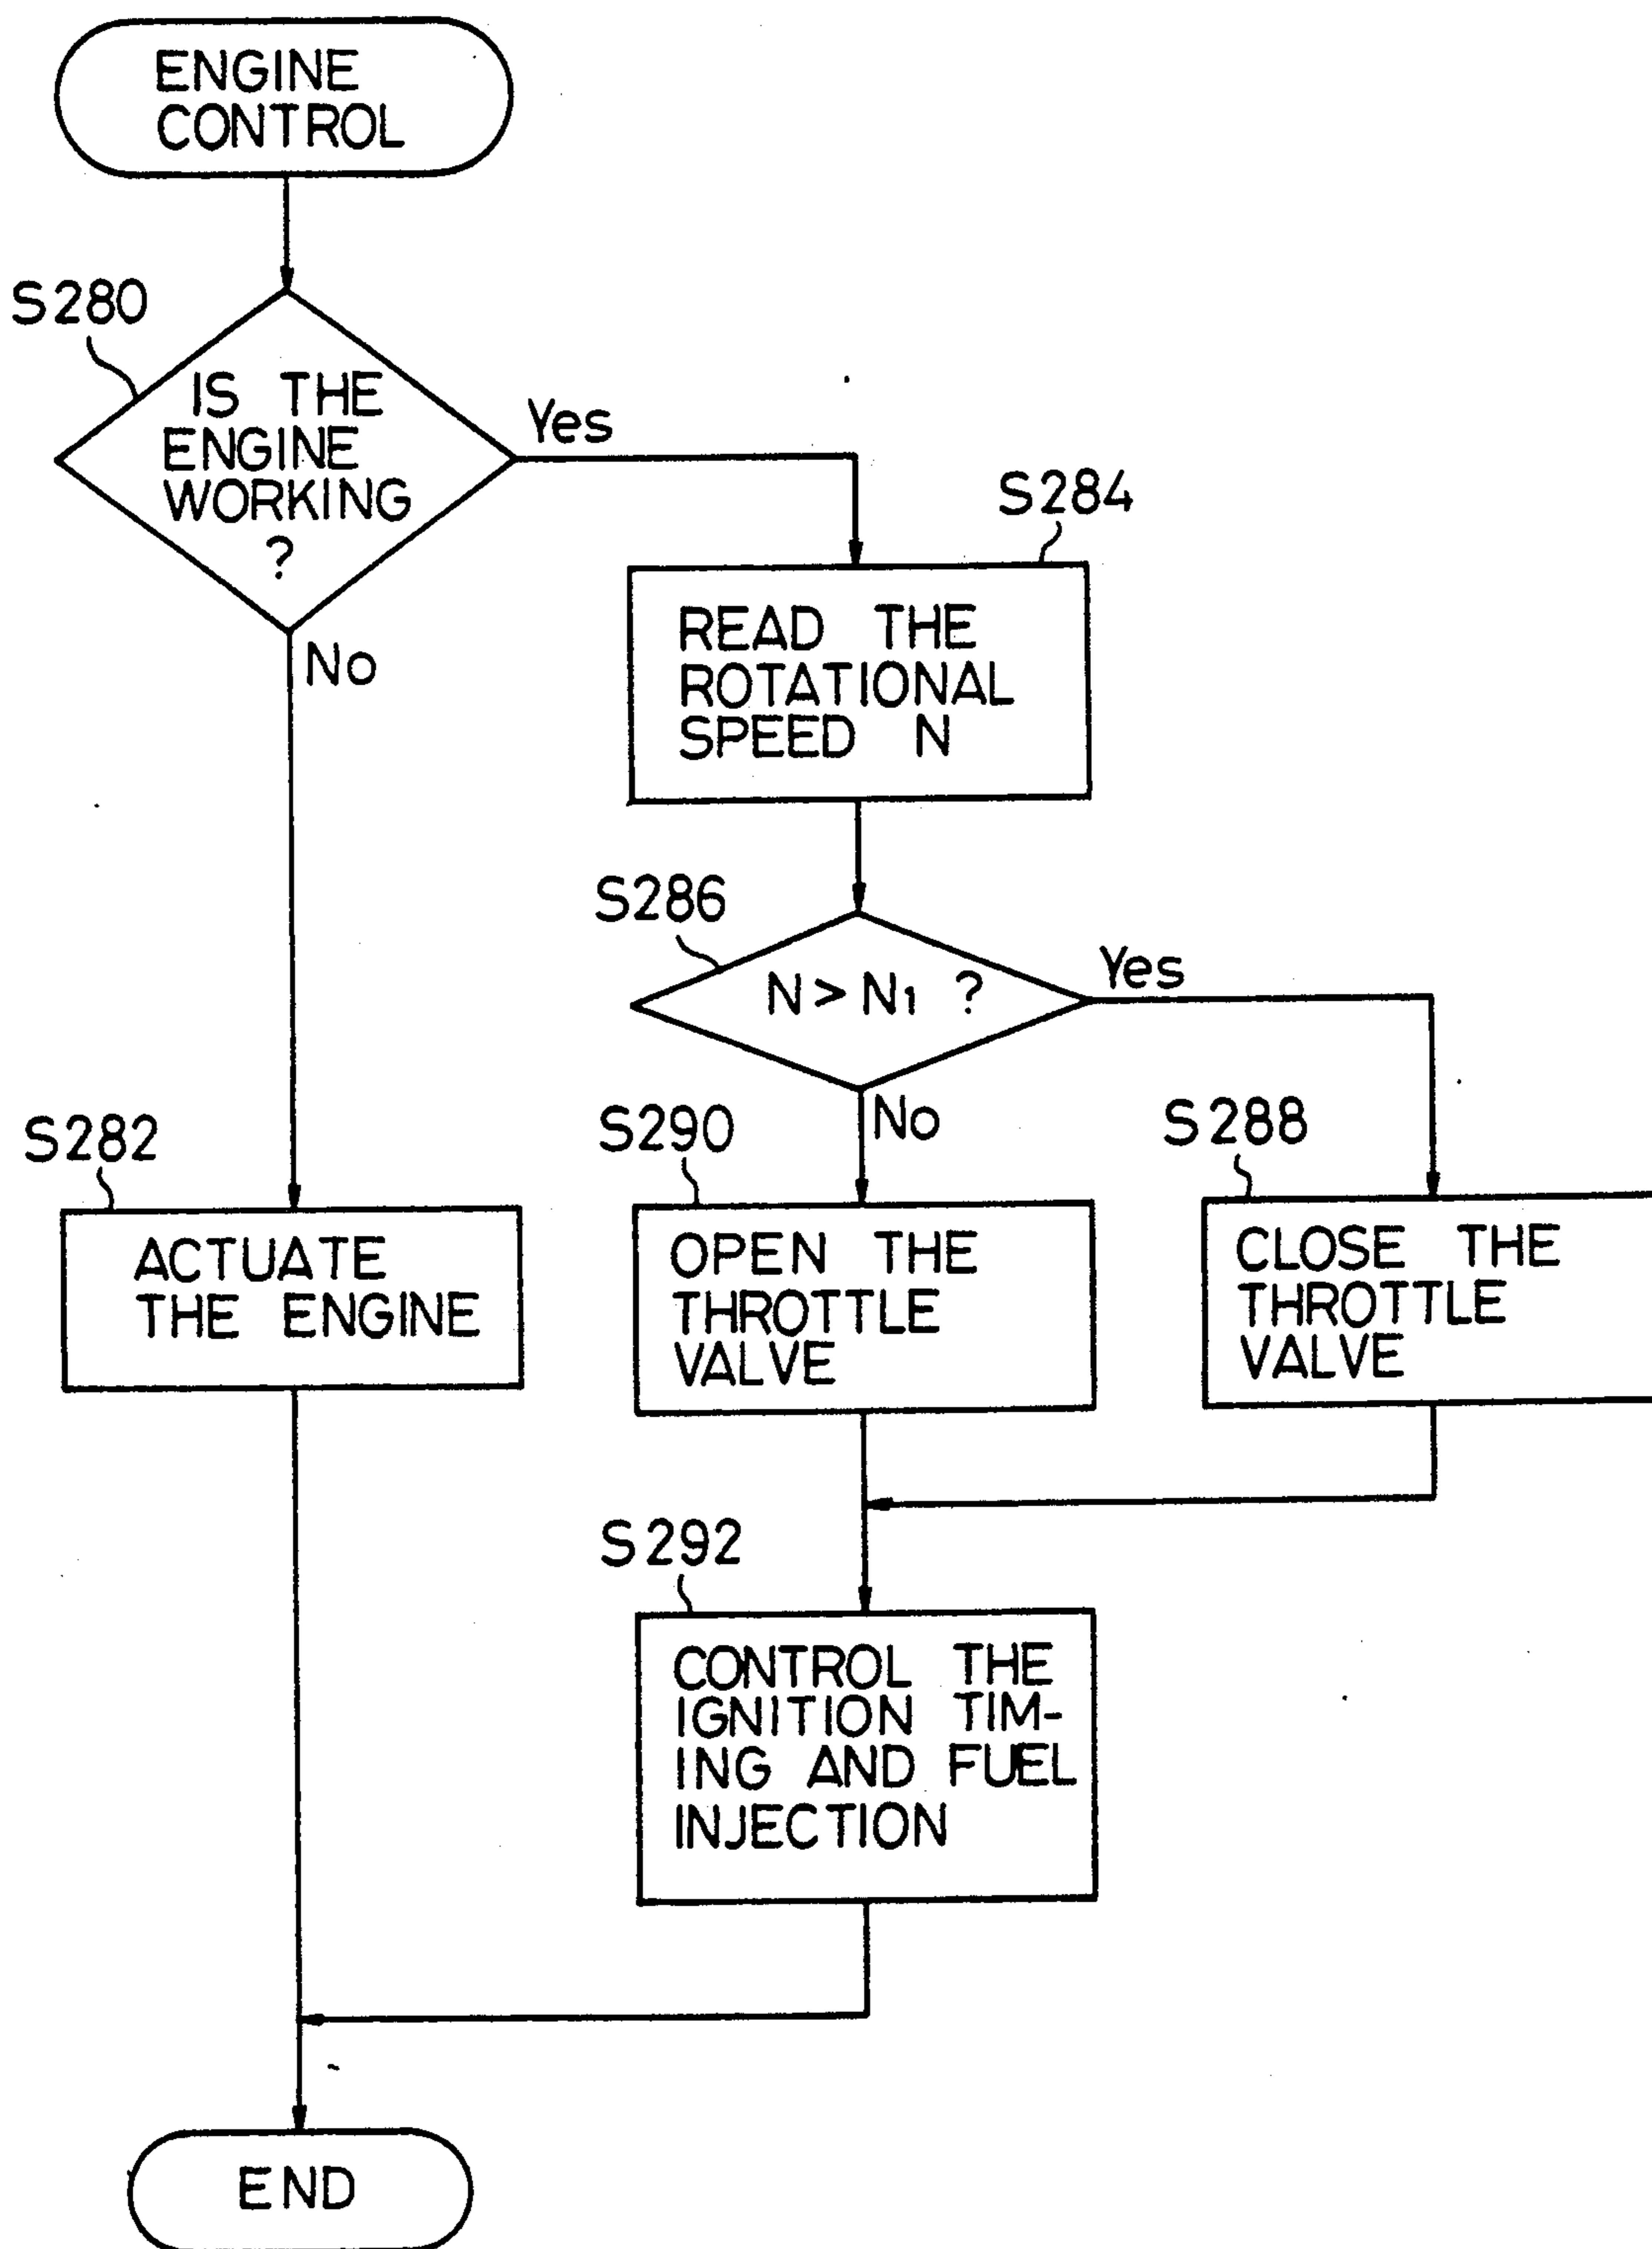 ENGINE
CONTROL
S280
IS THE
ENGINE
WORKING
?
Yes
No
S284
READ THE
ROTATIONAL
SPEED N
S286
N > N1 ?
Yes
No
S282
ACTUATE
THE ENGINE
S290
OPEN THE
THROTTLE
VALVE
S288
CLOSE THE
THROTTLE
VALVE
S292
CONTROL THE
IGNITION TIM-
ING AND FUEL
INJECTION
END